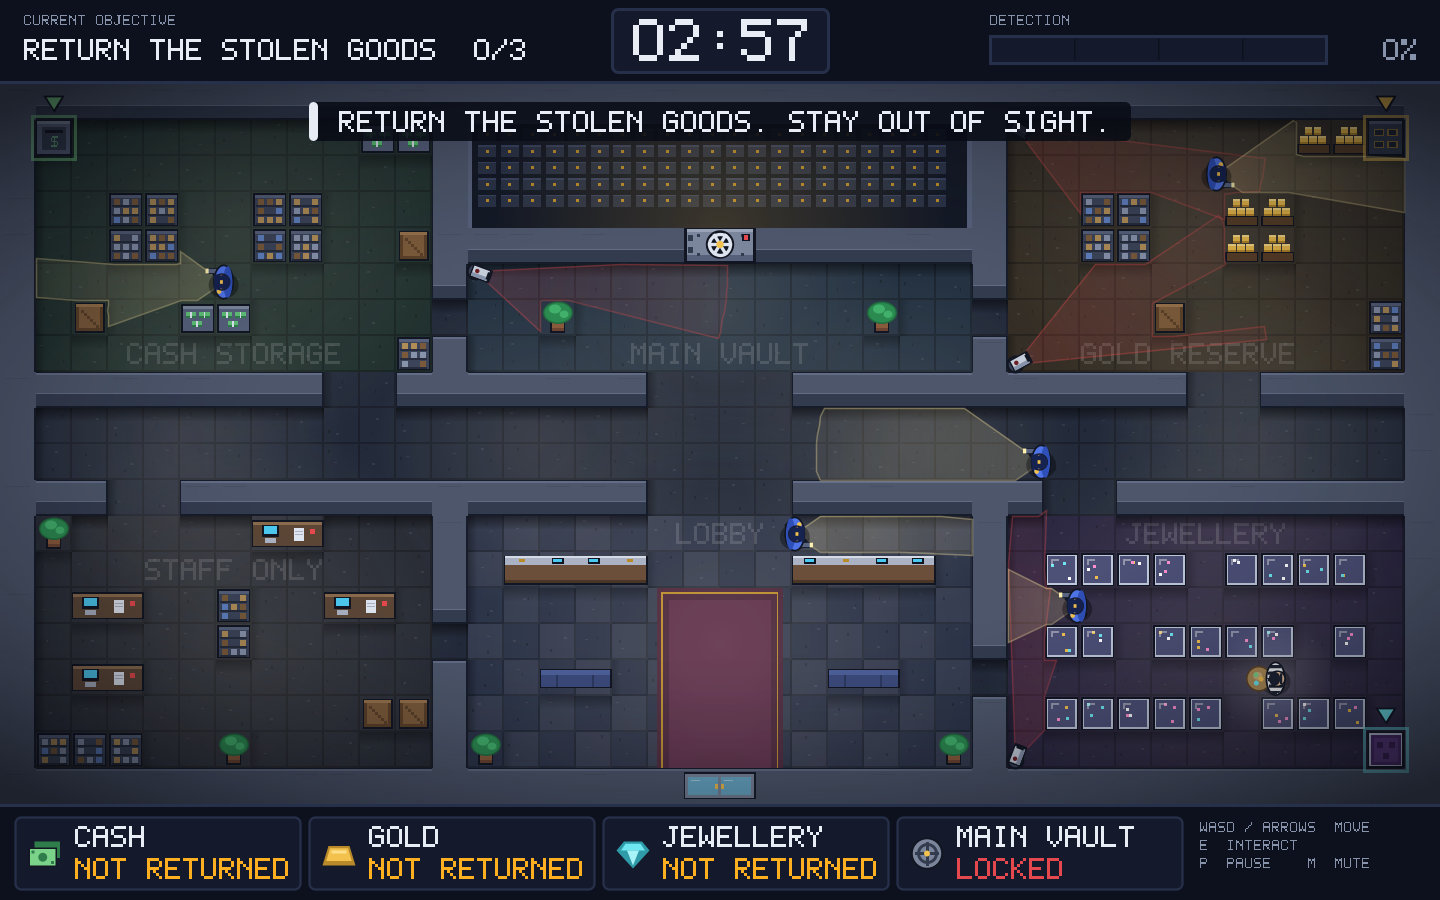 CURRENT OBJECTIVE
RETURN THE STOLEN GOODS 0/3
02:57
DETECTION
0%
RETURN THE STOLEN GOODS. STAY OUT OF SIGHT.
$
CASH STORAGE
MAIN VAULT
GOLD RESERVE
STAFF ONLY
LOBBY
JEWELLERY
CASH
NOT RETURNED
GOLD
NOT RETURNED
JEWELLERY
NOT RETURNED
MAIN VAULT
LOCKED
WASD / ARROWS MOVE
E INTERACT
P PAUSE M MUTE